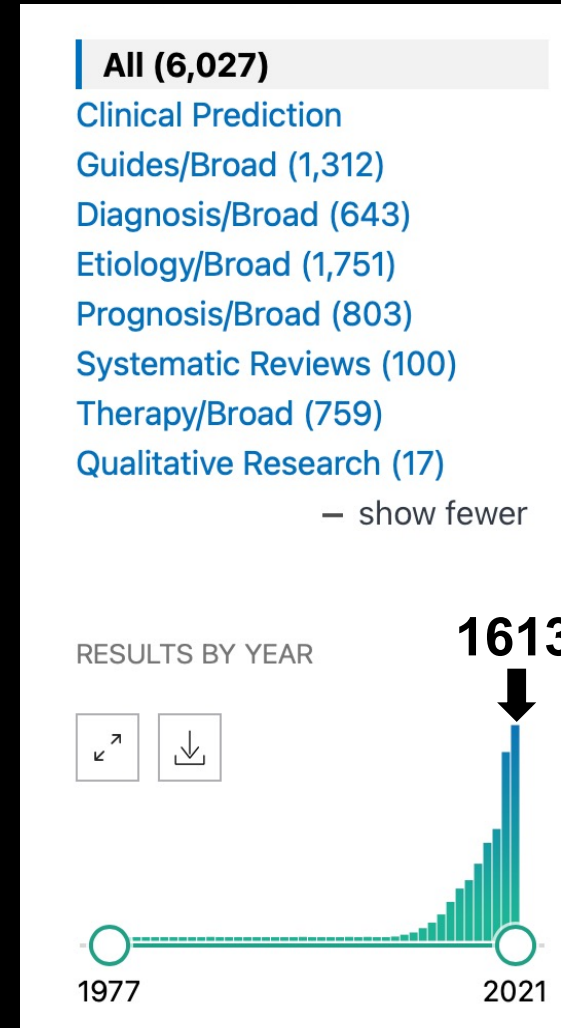 All (6,027)
Clinical Prediction
Guides/Broad (1,312)
Diagnosis/Broad (643)
Etiology/Broad (1,751)
Prognosis/Broad (803)
Systematic Reviews (100)
Therapy/Broad (759)
Qualitative Research (17)
– show fewer
RESULTS BY YEAR
1613
1977
2021